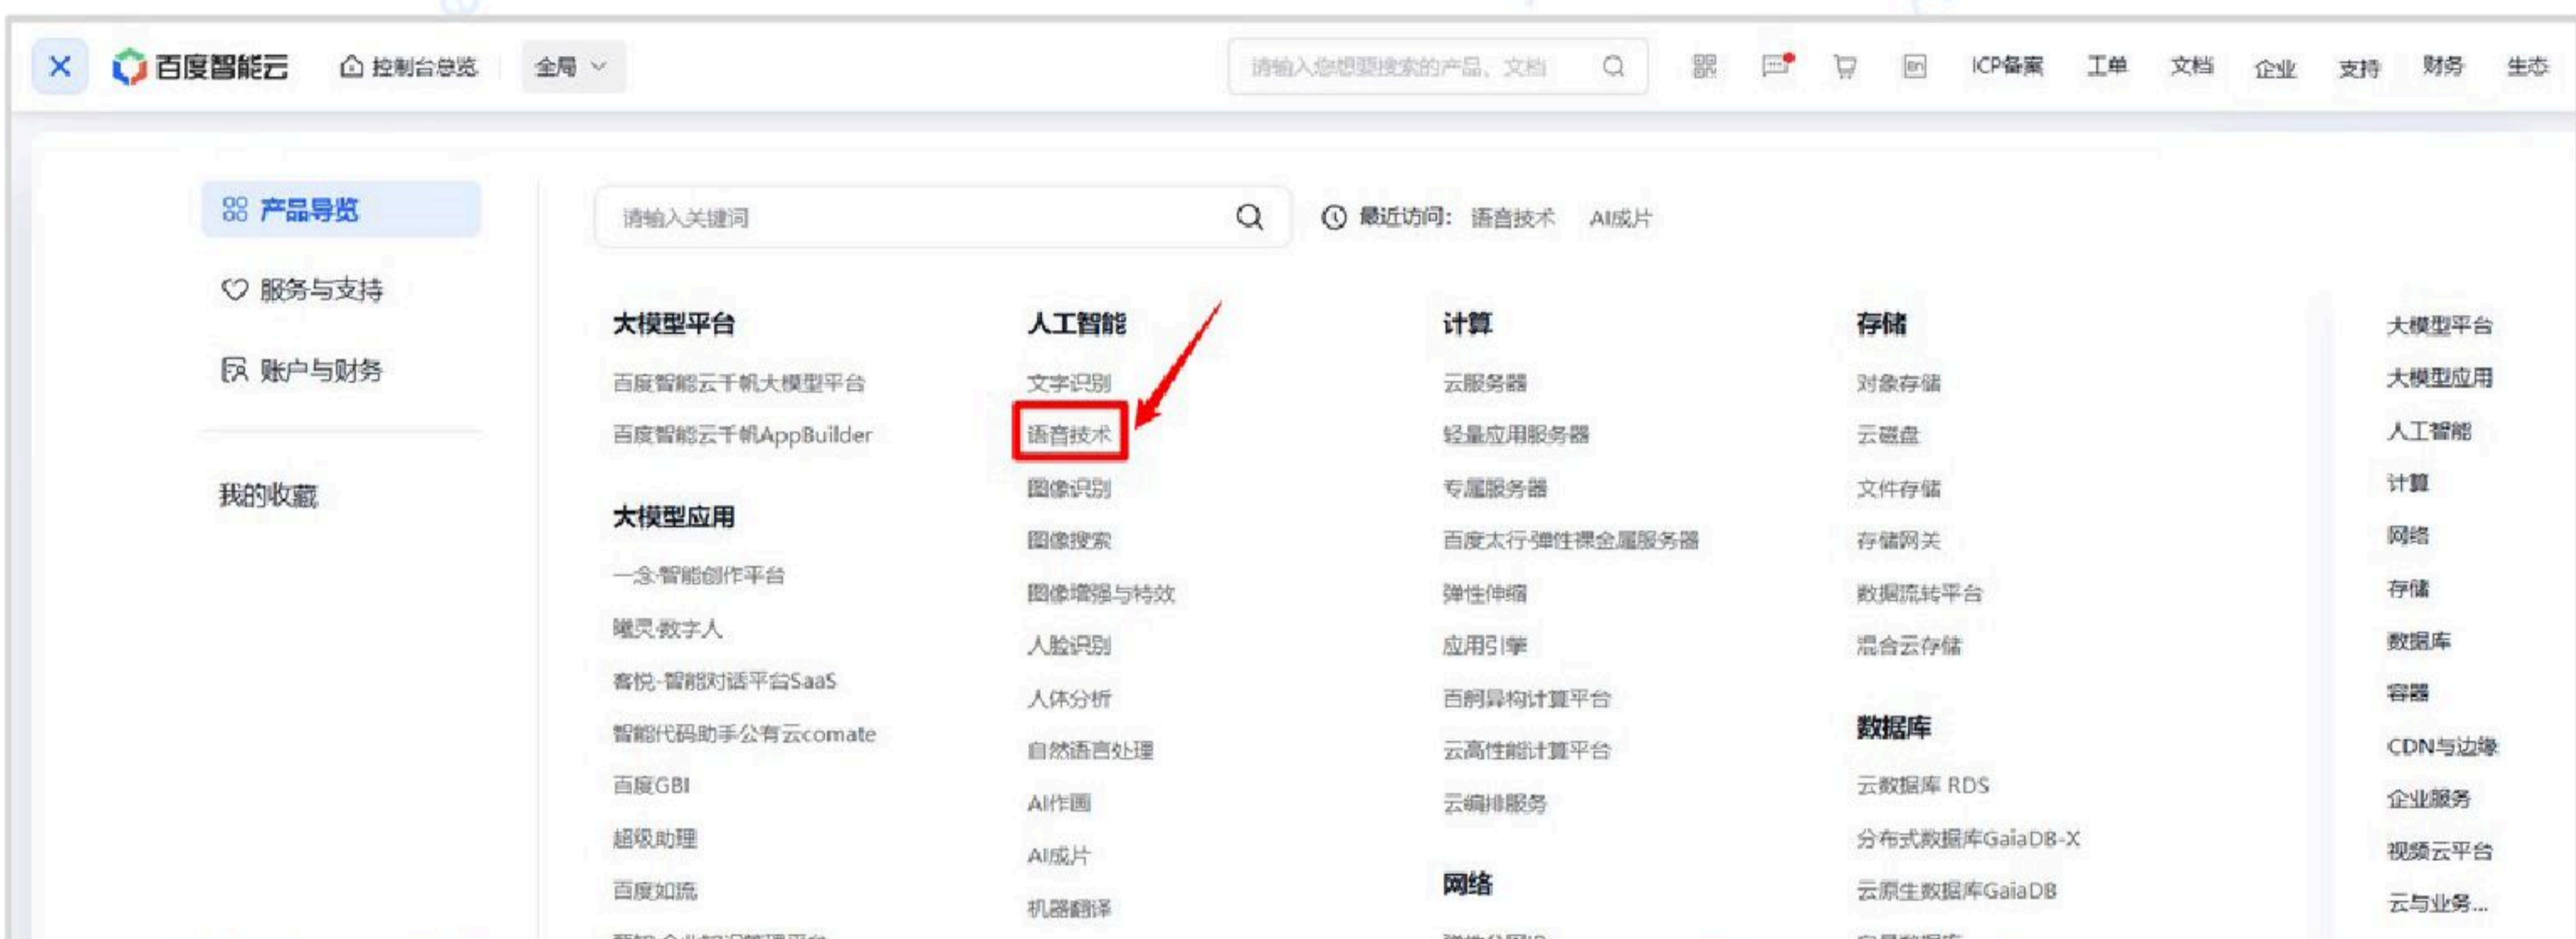 百度智能云 控制台总览 全局 请输入您想要搜索的产品、文档 En ICP备案 工单 文档 企业 支持 财务 生态
产品导览
服务与支持
账户与财务
我的收藏
请输入关键词 最近访问: 语音技术 AI成片
大模型平台
百度智能云千帆大模型平台
百度智能云千帆AppBuilder
大模型应用
一念·智能创作平台
曦灵·数字人
客悦-智能对话平台SaaS
智能代码助手公有云comate
百度GBI
超级助理
百度如流
人工智能
文字识别
语音技术
图像识别
图像搜索
图像增强与特效
人脸识别
人体分析
自然语言处理
AI作画
AI成片
机器翻译
计算
云服务器
轻量应用服务器
专属服务器
百度太行·弹性裸金属服务器
弹性伸缩
应用引擎
百舸异构计算平台
云高性能计算平台
云编排服务
网络
存储
对象存储
云磁盘
文件存储
存储网关
数据流转平台
混合云存储
数据库
云数据库 RDS
分布式数据库GaiaDB-X
云原生数据库GaiaDB
大模型平台
大模型应用
人工智能
计算
网络
存储
数据库
容器
CDN与边缘
企业服务
视频云平台
云与业务...